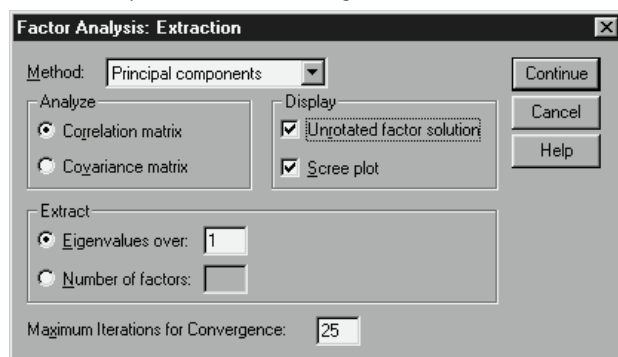 Factor Analysis: Extraction
Method: Principal components
Continue
Analyze
Correlation matrix
Covariance matrix
Display
Unrotated factor solution
Scree plot
Cancel
Help
Extract
Eigenvalues over: 1
Number of factors:
Maximum Iterations for Convergence: 25